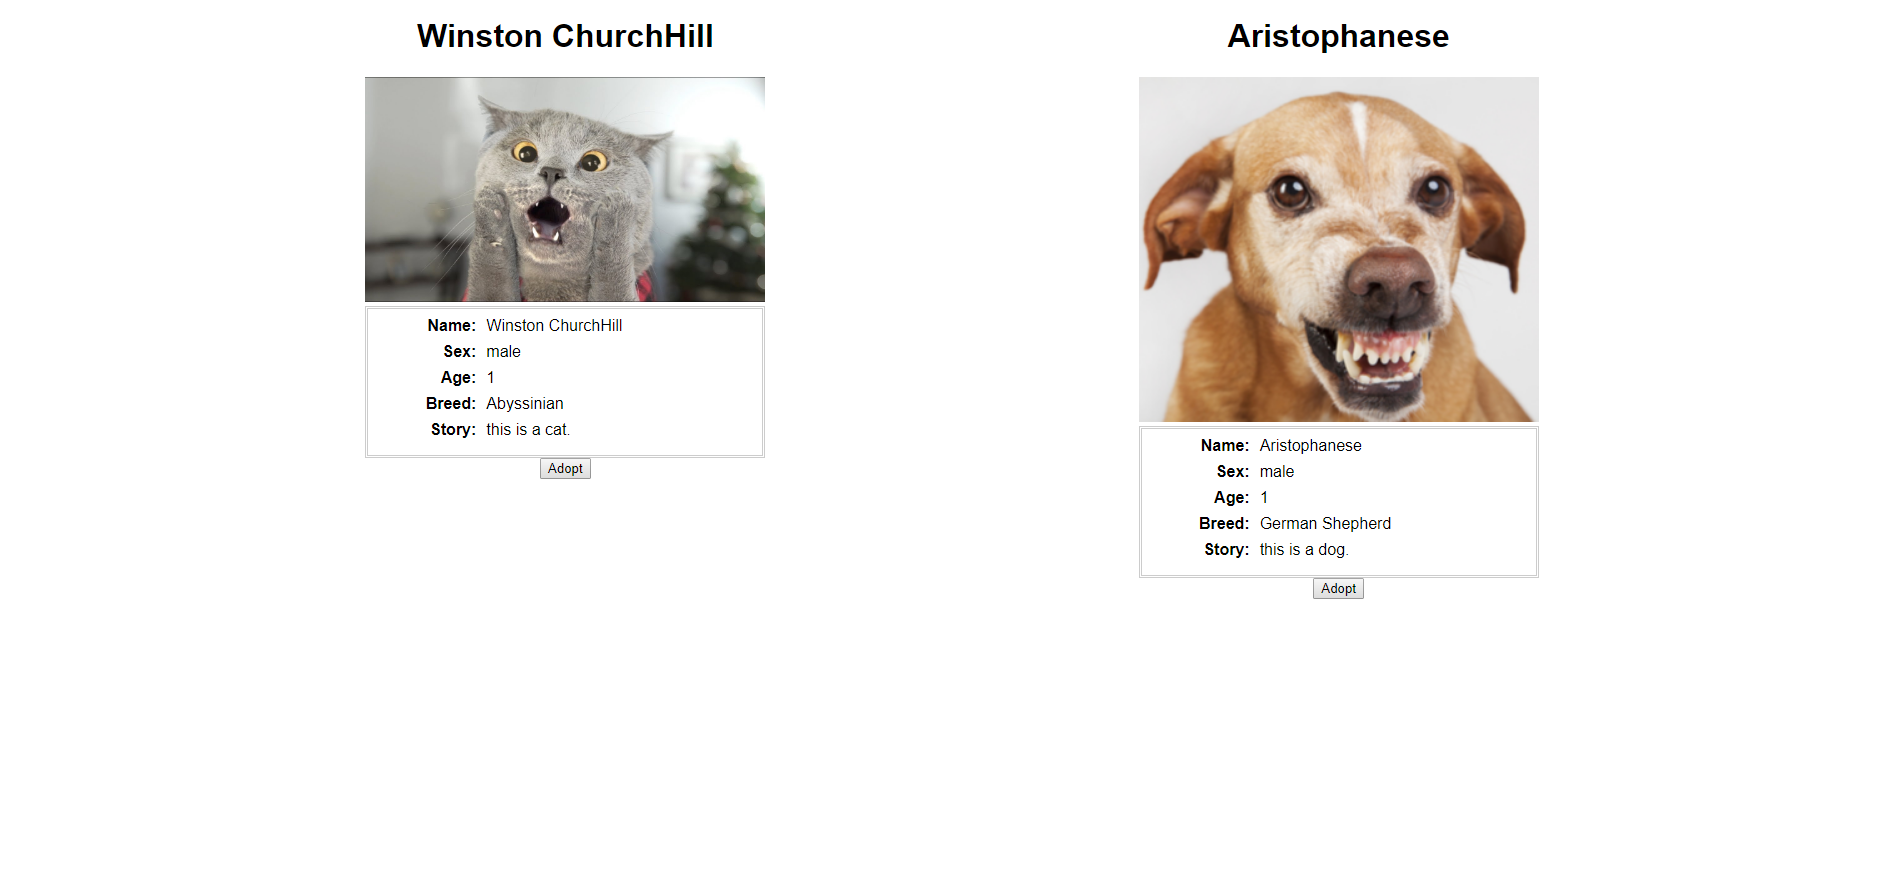 Winston ChurchHill
Name: Winston ChurchHill
Sex: male
Age: 1
Breed: Abyssinian
Story: this is a cat.
Adopt
Aristophanese
Name: Aristophanese
Sex: male
Age: 1
Breed: German Shepherd
Story: this is a dog.
Adopt